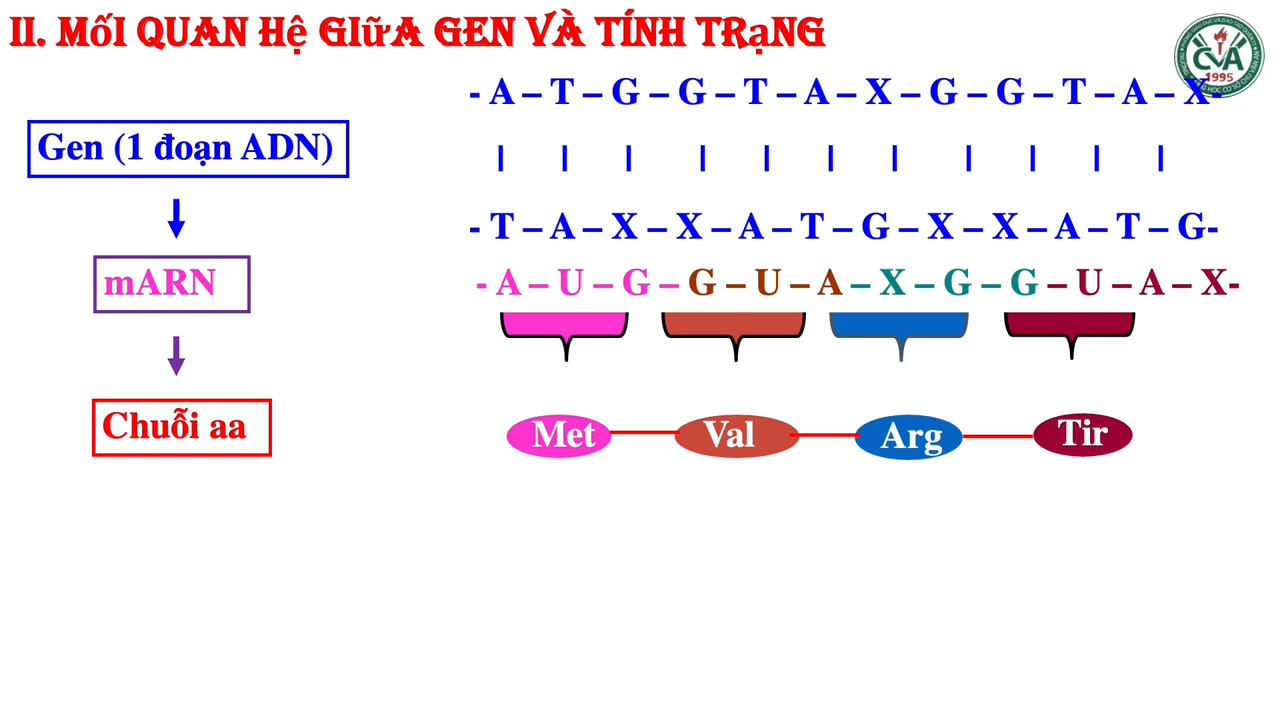 II. Mối QUAN Hệ GIữA GEN VÀ TÍNH TRẠNG
CVA
1995
- A – T – G – G – T – A – X – G – G – T – A – X-
Gen (1 đoạn ADN)
- T – A – X – X – A – T – G – X – X – A – T – G-
mARN
- A – U – G – G – U – A – X – G – G – U – A – X-
Chuỗi aa
Met
Val
Arg
Tir